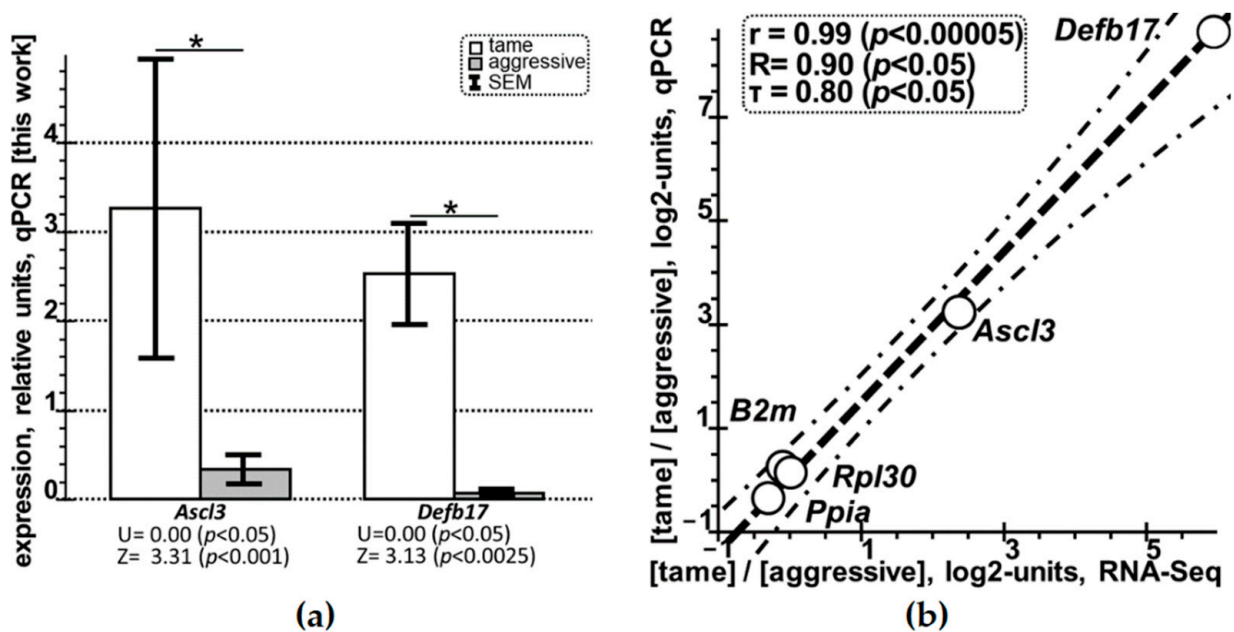 expression, relative units, qPCR [this work]
4
3
2
1
0
*
*
tame
aggressive
SEM
Ascl3
U= 0.00 (p<0.05)
Z= 3.31 (p<0.001)
Defb17
U=0.00 (p<0.05)
Z= 3.13 (p<0.0025)
(a)
[tame] / [aggressive], log2-units, qPCR
r = 0.99 (p<0.00005)
R= 0.90 (p<0.05)
τ = 0.80 (p<0.05)
Defb17
7
5
3
Ascl3
1
B2m
Rpl30
Ppia
−1
−1
1
3
5
[tame] / [aggressive], log2-units, RNA-Seq
(b)